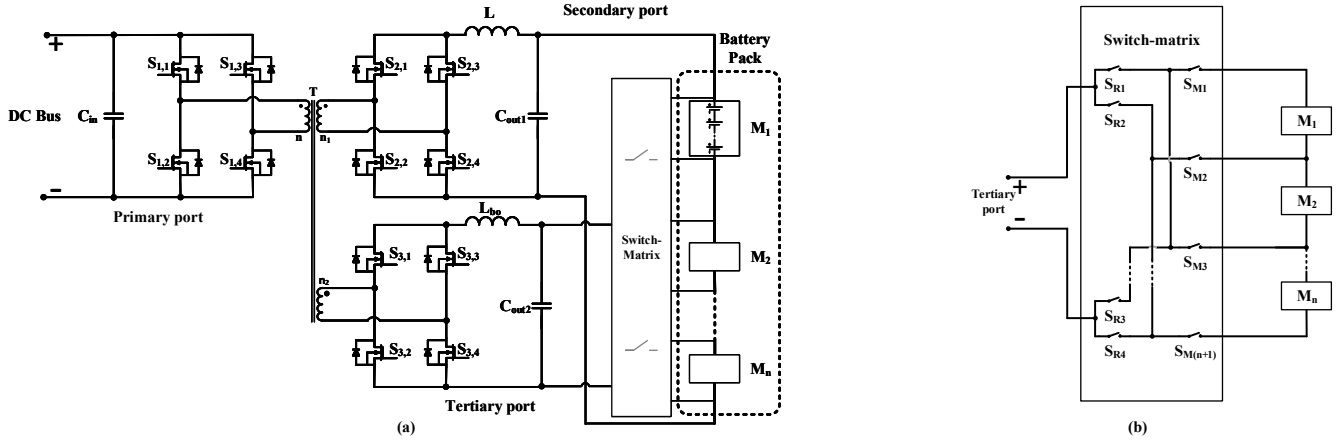 Secondary port
L
Battery
Pack
+
S1,1
S1,3
S2,1
S2,3
T
DC Bus
Cin
n
n1
Cout1
M1
S1,2
S1,4
S2,2
S2,4
-
Primary port
Lbo
Switch-
Matrix
S3,1
S3,3
M2
n2
Cout2
S3,2
S3,4
Mn
Tertiary port
(a)
Switch-matrix
SR1
SM1
SR2
M1
SM2
Tertiary
port
+
-
M2
SM3
SR3
Mn
SR4
SM(n+1)
(b)